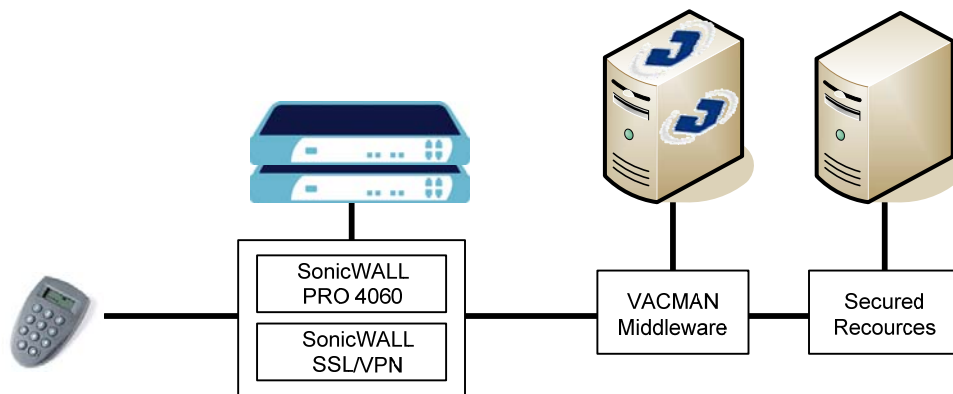 SonicWALL
PRO 4060
SonicWALL
SSL/VPN
VACMAN
Middleware
Secured
Recources